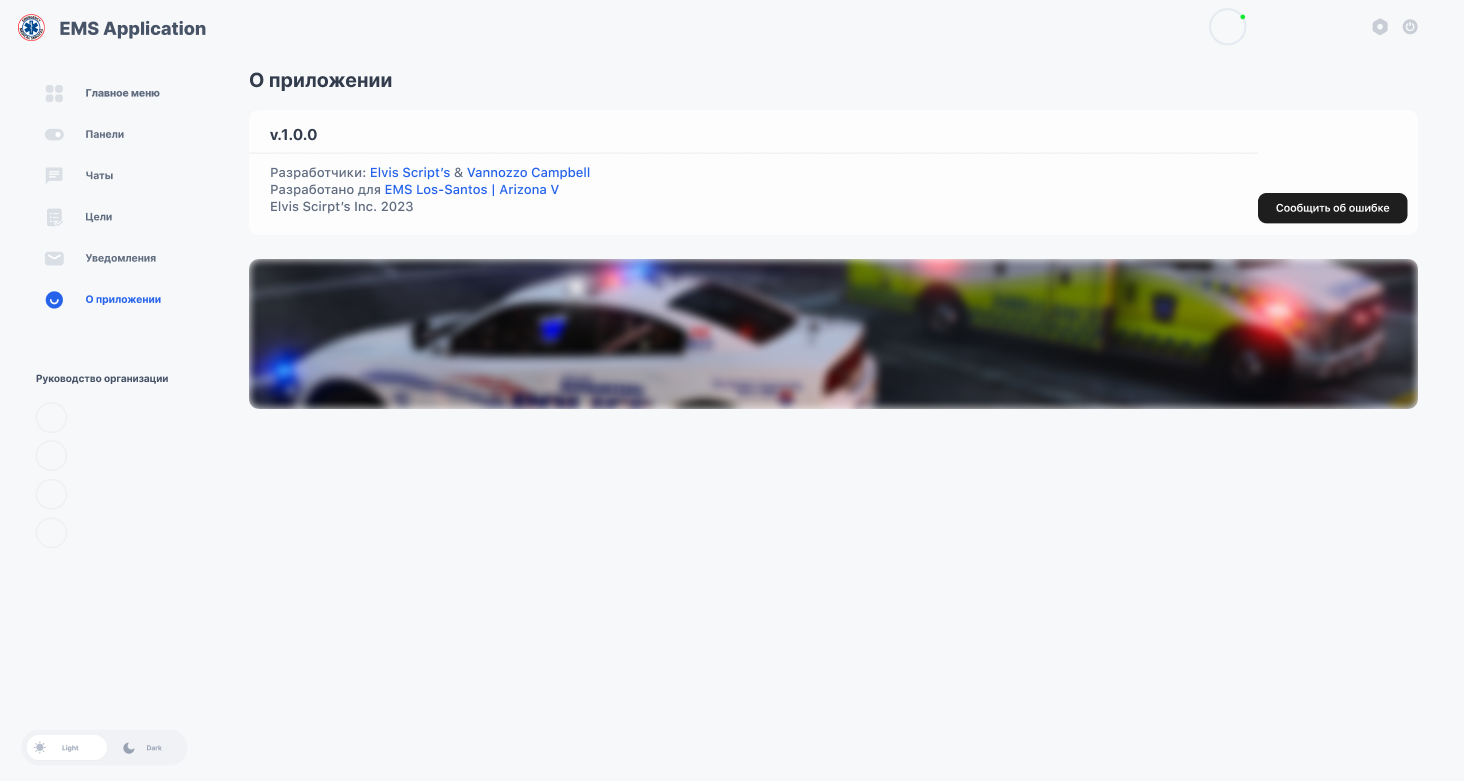 EMS Application
Главное меню
Панели
Чаты
Цели
Уведомления
О приложении
Руководство организации
Light
Dark
О приложении
v.1.0.0
Разработчики: Elvis Script’s & Vannozzo Campbell
Разработано для EMS Los-Santos | Arizona V
Elvis Scirpt’s Inc. 2023
Сообщить об ошибке